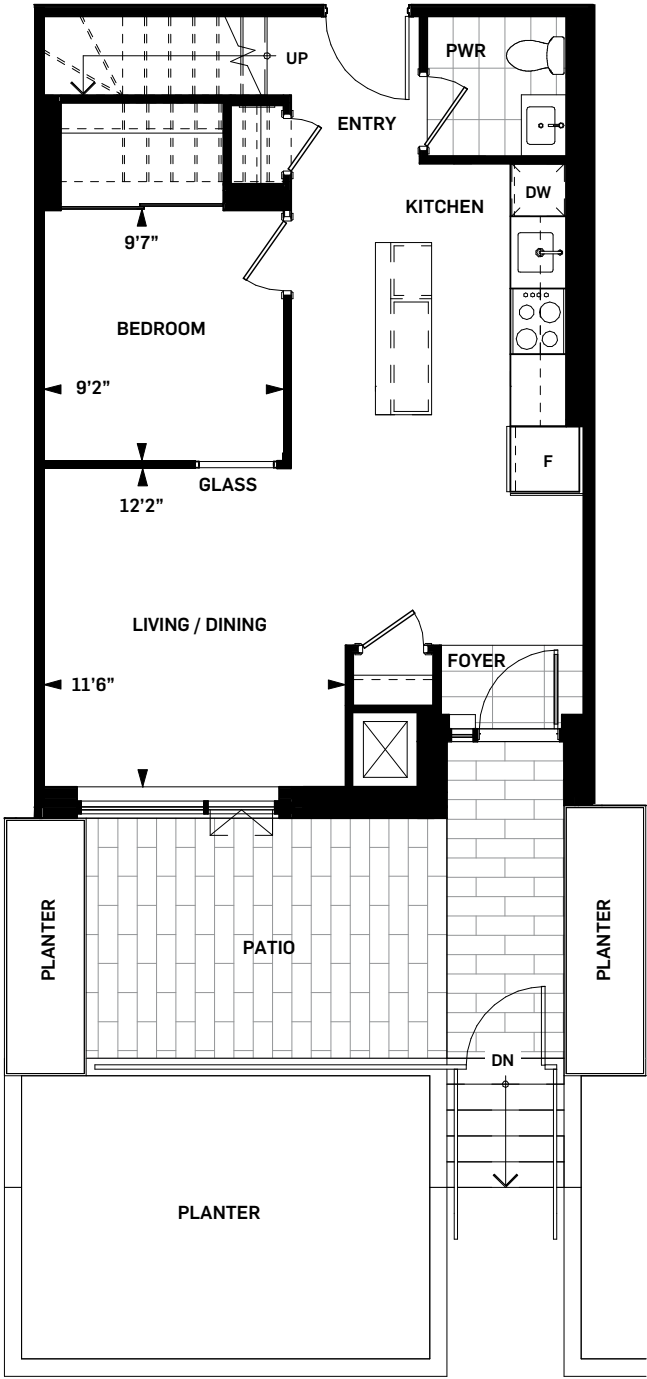 UP
PWR
ENTRY
DW
KITCHEN
9'7"
BEDROOM
9'2"
F
GLASS
12'2"
LIVING / DINING
FOYER
11'6"
PLANTER
PATIO
PLANTER
DN
PLANTER